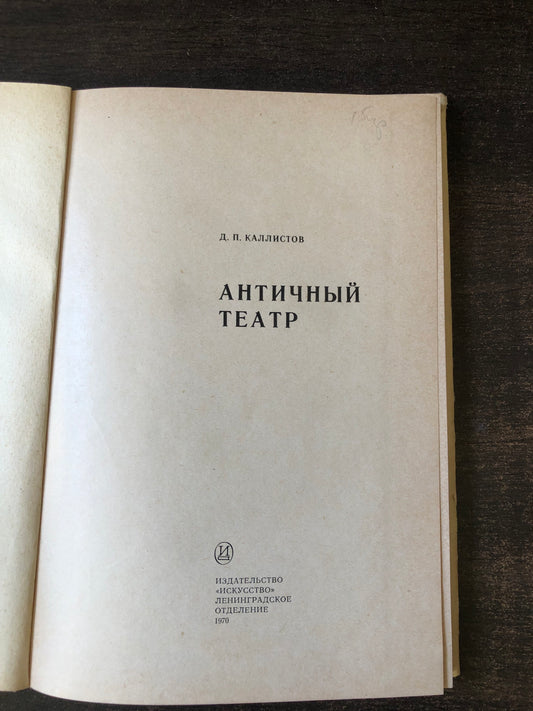 Д. П. КАЛЛИСТОВ
АНТИЧНЫЙ
ТЕАТР
ИЗДАТЕЛЬСТВО
«ИСКУССТВО»
ЛЕНИНГРАДСКОЕ
ОТДЕЛЕНИЕ
1970